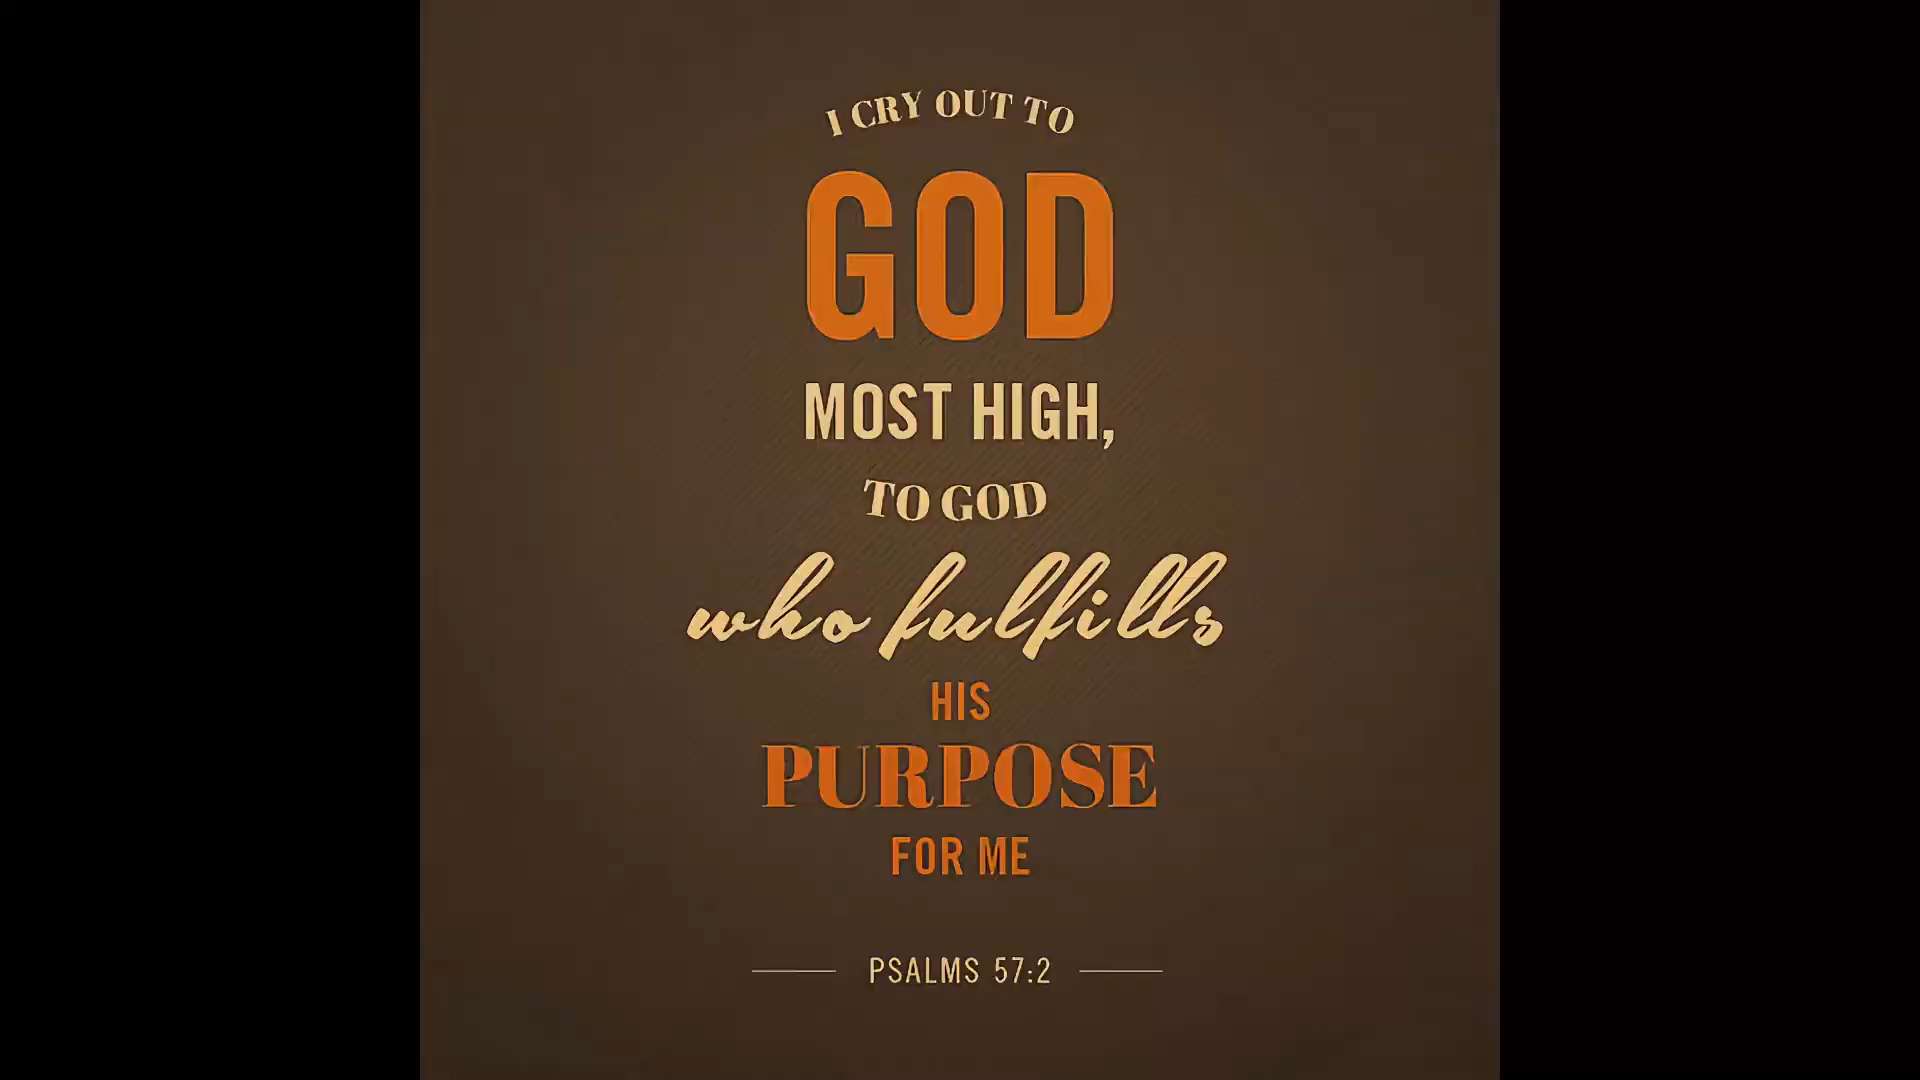 I CRY OUT TO
GOD
MOST HIGH,
TO GOD
who fulfills
HIS
PURPOSE
FOR ME
PSALMS 57:2